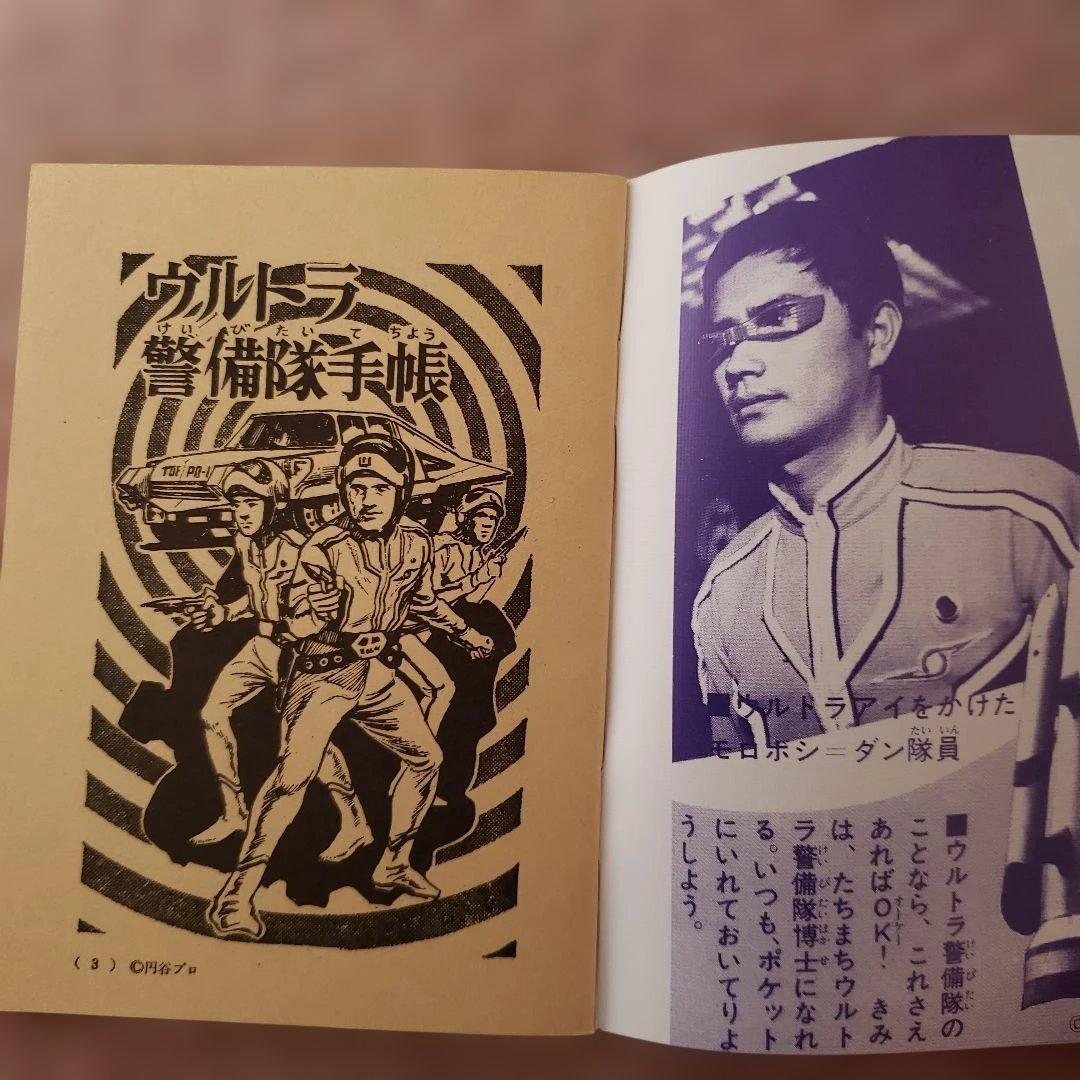 ウルトラ
けいびたいてちよう
警備隊手帳
W
TDF PO-1
( 3 ) ©円谷プロ
■ウルトラアイをかけた
たいいん
モロボシ＝ダン隊員
■ウルトラ警備隊の
けいびたい
ことなら、これさえ
あればOK！ きみ
オーケー
は、たちまちウルト
ラ警備隊博士になれ
けいびたいはかせ
る。いつも、ポケット
にいれておいてりよ
うしよう。
©